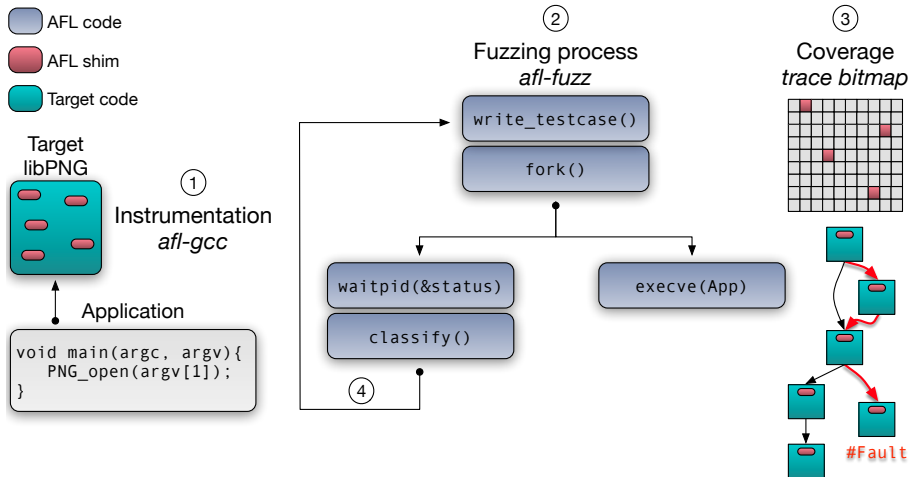 AFL code
AFL shim
Target code
Target
libPNG
1
Instrumentation
afl-gcc
Application
void main(argc, argv){
PNG_open(argv[1]);
}
2
Fuzzing process
afl-fuzz
write_testcase()
fork()
waitpid(&status)
classify()
execve(App)
4
3
Coverage
trace bitmap
#Fault